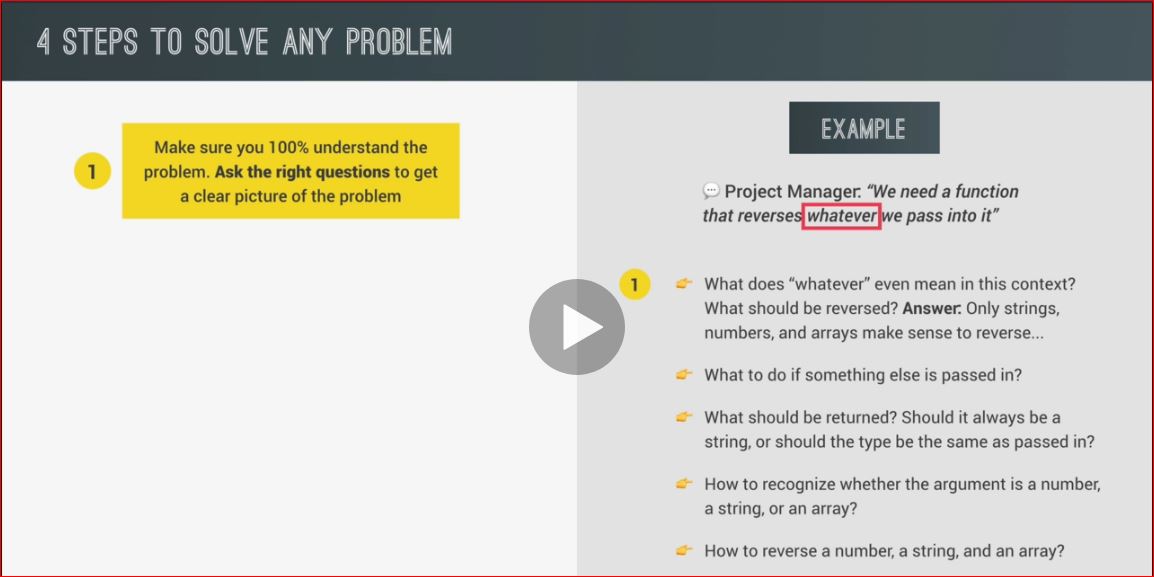 4 STEPS TO SOLVE ANY PROBLEM
1
Make sure you 100% understand the
problem. Ask the right questions to get
a clear picture of the problem
EXAMPLE
💬 Project Manager: “We need a function
that reverses whatever we pass into it”
1
👉 What does “whatever” even mean in this context?
What should be reversed? Answer: Only strings,
numbers, and arrays make sense to reverse...
👉 What to do if something else is passed in?
👉 What should be returned? Should it always be a
string, or should the type be the same as passed in?
👉 How to recognize whether the argument is a number,
a string, or an array?
👉 How to reverse a number, a string, and an array?